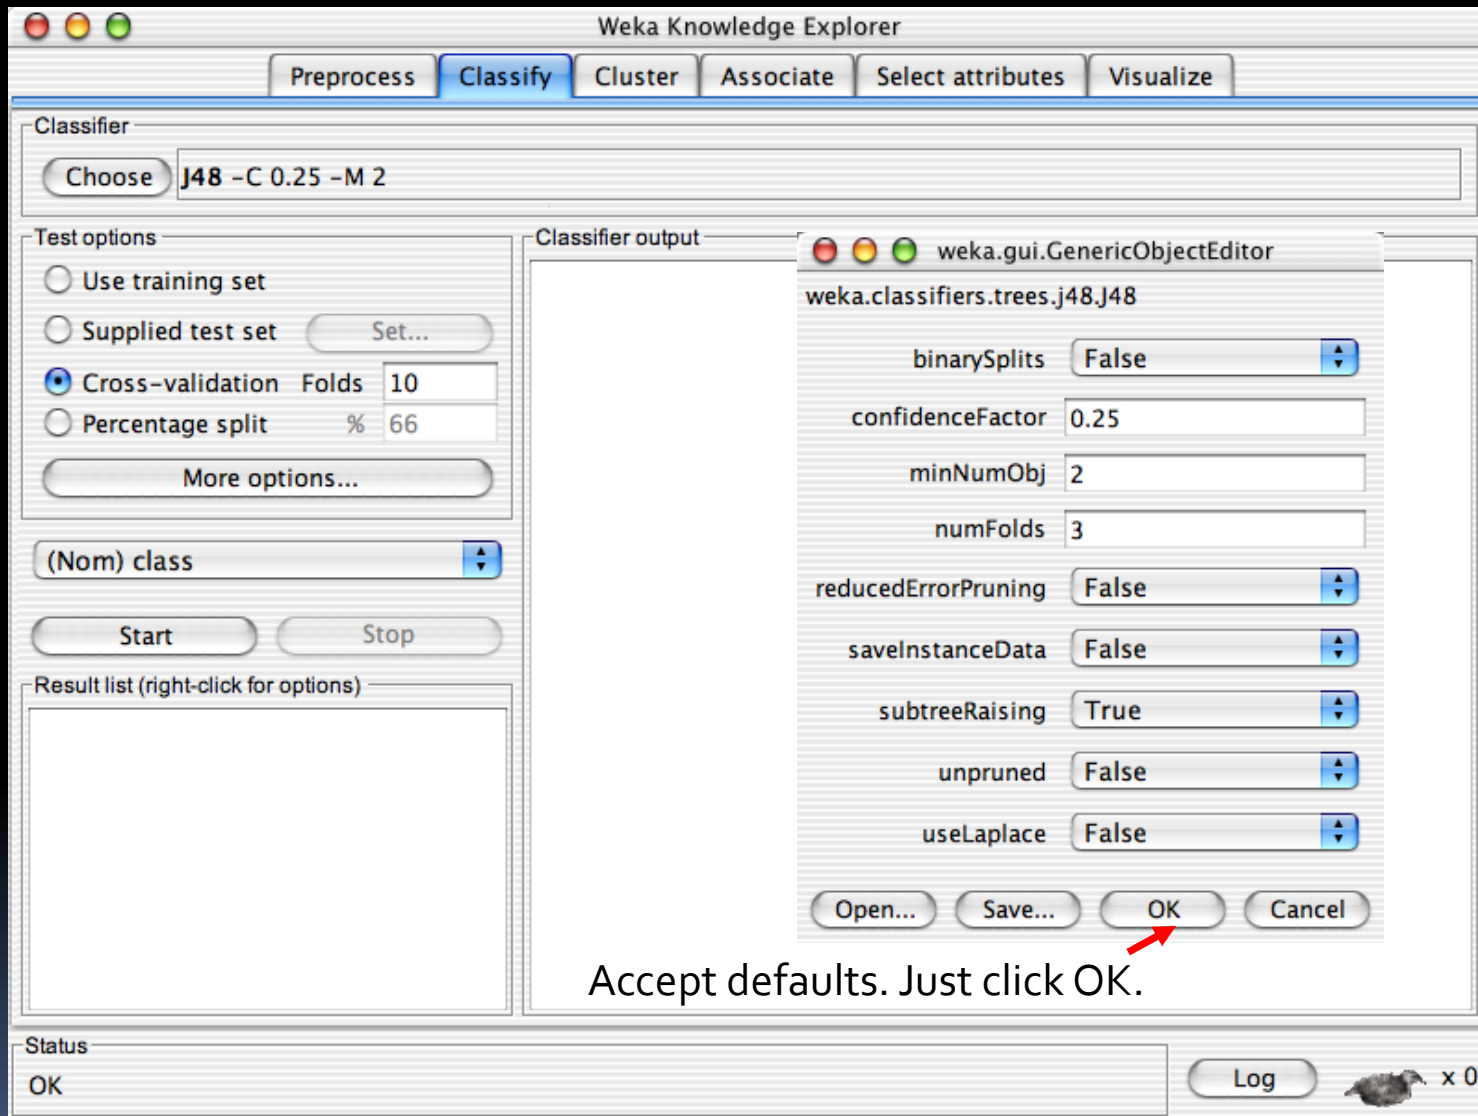 Weka Knowledge Explorer
Preprocess Classify Cluster Associate Select attributes Visualize
Classifier
Choose J48 -C 0.25 -M 2
Test options
Use training set
Supplied test set Set...
Cross-validation Folds 10
Percentage split % 66
More options...
(Nom) class
Start Stop
Result list (right-click for options)
Classifier output
weka.gui.GenericObjectEditor
weka.classifiers.trees.j48.J48
binarySplits False
confidenceFactor 0.25
minNumObj 2
numFolds 3
reducedErrorPruning False
saveInstanceData False
subtreeRaising True
unpruned False
useLaplace False
Open... Save... OK Cancel
Accept defaults. Just click OK.
Status
OK
Log x 0